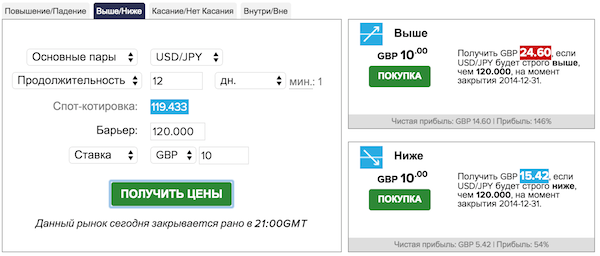 Повышение/Падение Выше/Ниже Касание/Нет Касания Внутри/Вне
Основные пары USD/JPY
Продолжительность 12 дн. мин.: 1
Спот-котировка: 119.433
Барьер: 120.000
Ставка GBP 10
ПОЛУЧИТЬ ЦЕНЫ
Данный рынок сегодня закрывается рано в 21:00GMT
Выше
GBP 10.00
ПОКУПКА
Получить GBP 24.60, если
USD/JPY будет строго выше,
чем 120.000, на момент
закрытия 2014-12-31.
Чистая прибыль: GBP 14.60 | Прибыль: 146%
Ниже
GBP 10.00
ПОКУПКА
Получить GBP 15.42, если
USD/JPY будет строго ниже,
чем 120.000, на момент
закрытия 2014-12-31.
Чистая прибыль: GBP 5.42 | Прибыль: 54%